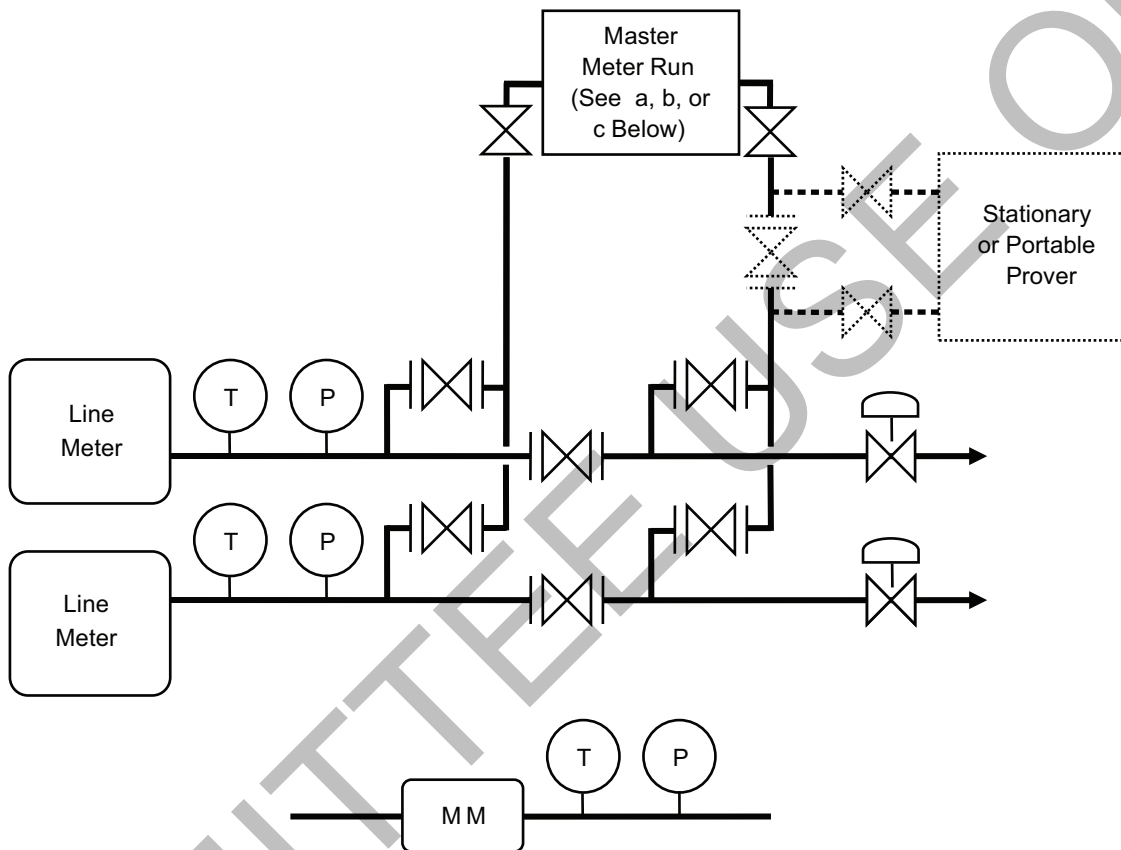 Master
Meter Run
(See a, b, or
c Below)
Stationary
or Portable
Prover
Line
Meter
T
P
Line
Meter
T
P
T
P
M M